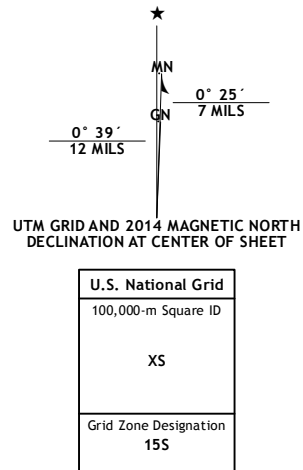 MN
0° 25´
7 MILS
GN
0° 39´
12 MILS
UTM GRID AND 2014 MAGNETIC NORTH
DECLINATION AT CENTER OF SHEET
U.S. National Grid
100,000-m Square ID
XS
Grid Zone Designation
15S